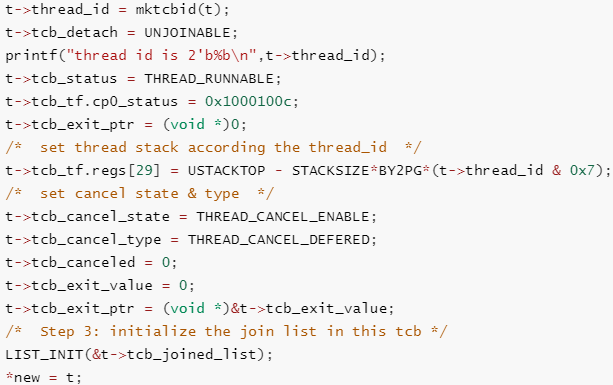 t->thread_id = mktcbid(t);
t->tcb_detach = UNJOINABLE;
printf("thread id is 2'b%b\n",t->thread_id);
t->tcb_status = THREAD_RUNNABLE;
t->tcb_tf.cp0_status = 0x1000100c;
t->tcb_exit_ptr = (void *)0;
/*  set thread stack according the thread_id  */
t->tcb_tf.regs[29] = USTACKTOP - STACKSIZE*BY2PG*(t->thread_id & 0x7);
/*  set cancel state & type  */
t->tcb_cancel_state = THREAD_CANCEL_ENABLE;
t->tcb_cancel_type = THREAD_CANCEL_DEFERED;
t->tcb_canceled = 0;
t->tcb_exit_value = 0;
t->tcb_exit_ptr = (void *)&t->tcb_exit_value;
/*  Step 3: initialize the join list in this tcb */
LIST_INIT(&t->tcb_joined_list);
*new = t;